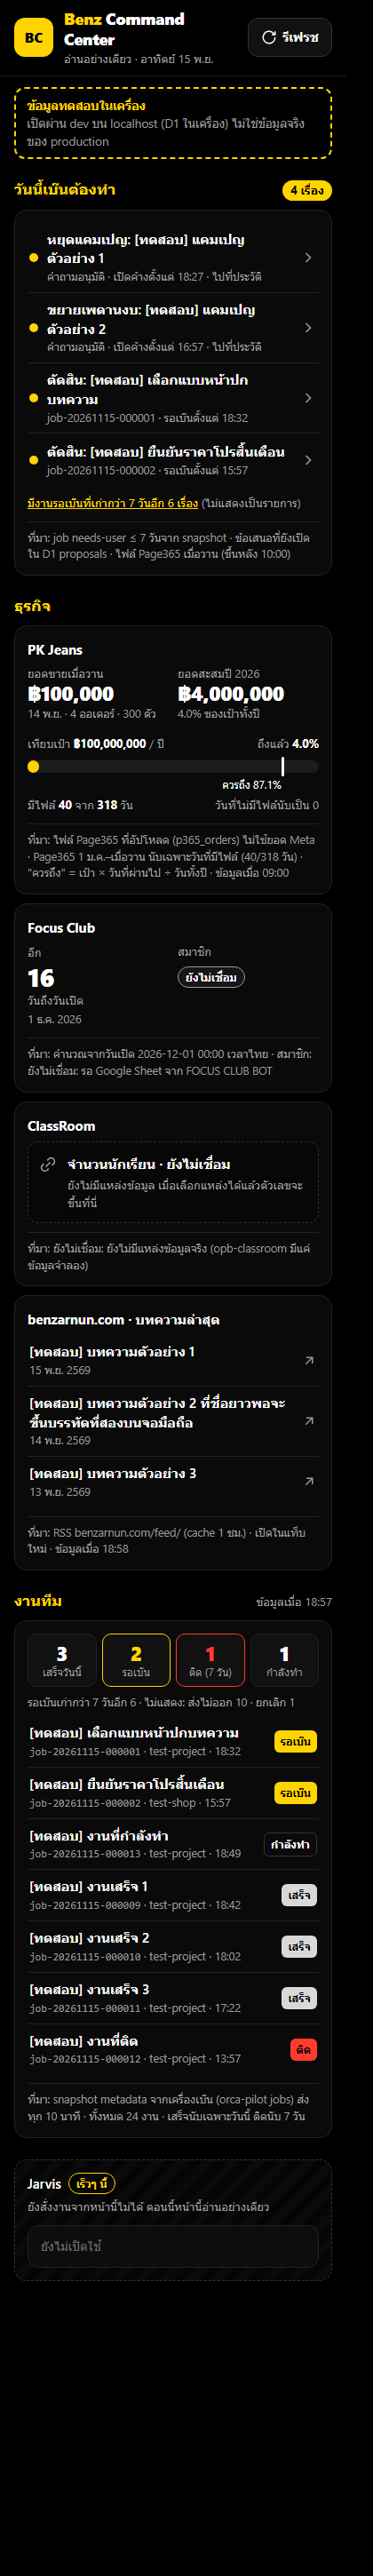 BC
Benz Command Center
อ่านอย่างเดียว · อาทิตย์ 15 พ.ย.
รีเฟรช
ข้อมูลทดสอบในเครื่อง
เปิดผ่าน dev บน localhost (D1 ในเครื่อง) ไม่ใช่ข้อมูลจริง
ของ production
วันนี้เบ๊นต้องทำ
4 เรื่อง
หยุดแคมเปญ: [ทดสอบ] แคมเปญ
ตัวอย่าง 1
คำถามอนุมัติ · เปิดค้างตั้งแต่ 18:27 · ไปที่ประวัติ
ขยายเพดานงบ: [ทดสอบ] แคมเปญ
ตัวอย่าง 2
คำถามอนุมัติ · เปิดค้างตั้งแต่ 16:57 · ไปที่ประวัติ
ตัดสิน: [ทดสอบ] เลือกแบบหน้าปก
บทความ
job-20261115-000001 · รอเบ๊นตั้งแต่ 18:32
ตัดสิน: [ทดสอบ] ยืนยันราคาโปรสิ้นเดือน
job-20261115-000002 · รอเบ๊นตั้งแต่ 15:57
มีงานรอเบ๊นที่เก่ากว่า 7 วันอีก 6 เรื่อง (ไม่แสดงเป็นรายการ)
ที่มา: job needs-user ≤ 7 วันจาก snapshot · ข้อเสนอที่ยังเปิด
ใน D1 proposals · ไฟล์ Page365 เมื่อวาน (ขึ้นหลัง 10:00)
ธุรกิจ
PK Jeans
ยอดขายเมื่อวาน
฿100,000
14 พ.ย. · 4 ออเดอร์ · 300 ตัว
ยอดสะสมปี 2026
฿4,000,000
4.0% ของเป้าทั้งปี
เทียบเป้า ฿100,000,000 / ปี
ถึงแล้ว 4.0%
ควรถึง 87.1%
มีไฟล์ 40 จาก 318 วัน
วันที่ไม่มีไฟล์นับเป็น 0
ที่มา: ไฟล์ Page365 ที่อัปโหลด (p365_orders) ไม่ใช้ยอด Meta
· Page365 1 ม.ค.–เมื่อวาน นับเฉพาะวันที่มีไฟล์ (40/318 วัน) ·
"ควรถึง" = เป้า × วันที่ผ่านไป ÷ วันทั้งปี · ข้อมูลเมื่อ 09:00
Focus Club
อีก
16
วันถึงวันเปิด
1 ธ.ค. 2026
สมาชิก
ยังไม่เชื่อม
ที่มา: คำนวณจากวันเปิด 2026-12-01 00:00 เวลาไทย · สมาชิก:
ยังไม่เชื่อม: รอ Google Sheet จาก FOCUS CLUB BOT
ClassRoom
จำนวนนักเรียน · ยังไม่เชื่อม
ยังไม่มีแหล่งข้อมูล เมื่อเลือกแหล่งได้แล้วตัวเลขจะ
ขึ้นที่นี่
ที่มา: ยังไม่เชื่อม: ยังไม่มีแหล่งข้อมูลจริง (opb-classroom มีแค่
ข้อมูลจำลอง)
benzarnun.com · บทความล่าสุด
[ทดสอบ] บทความตัวอย่าง 1
15 พ.ย. 2569
[ทดสอบ] บทความตัวอย่าง 2 ที่ชื่อยาวพอจะ
ขึ้นบรรทัดที่สองบนจอมือถือ
14 พ.ย. 2569
[ทดสอบ] บทความตัวอย่าง 3
13 พ.ย. 2569
ที่มา: RSS benzarnun.com/feed/ (cache 1 ชม.) · เปิดในแท็บ
ใหม่ · ข้อมูลเมื่อ 18:58
งานทีม
ข้อมูลเมื่อ 18:57
3
เสร็จวันนี้
2
รอเบ๊น
1
ติด (7 วัน)
1
กำลังทำ
รอเบ๊นเก่ากว่า 7 วันอีก 6 · ไม่แสดง: ส่งไม่ออก 10 · ยกเลิก 1
[ทดสอบ] เลือกแบบหน้าปกบทความ
job-20261115-000001 · test-project · 18:32
รอเบ๊น
[ทดสอบ] ยืนยันราคาโปรสิ้นเดือน
job-20261115-000002 · test-shop · 15:57
รอเบ๊น
[ทดสอบ] งานที่กำลังทำ
job-20261115-000013 · test-project · 18:49
กำลังทำ
[ทดสอบ] งานเสร็จ 1
job-20261115-000009 · test-project · 18:42
เสร็จ
[ทดสอบ] งานเสร็จ 2
job-20261115-000010 · test-project · 18:02
เสร็จ
[ทดสอบ] งานเสร็จ 3
job-20261115-000011 · test-project · 17:22
เสร็จ
[ทดสอบ] งานที่ติด
job-20261115-000012 · test-project · 13:57
ติด
ที่มา: snapshot metadata จากเครื่องเบ๊น (orca-pilot jobs) ส่ง
ทุก 10 นาที · ทั้งหมด 24 งาน · เสร็จนับเฉพาะวันนี้ ติดนับ 7 วัน
Jarvis
เร็วๆ นี้
ยังสั่งงานจากหน้านี้ไม่ได้ ตอนนี้หน้านี้อ่านอย่างเดียว
ยังไม่เปิดใช้